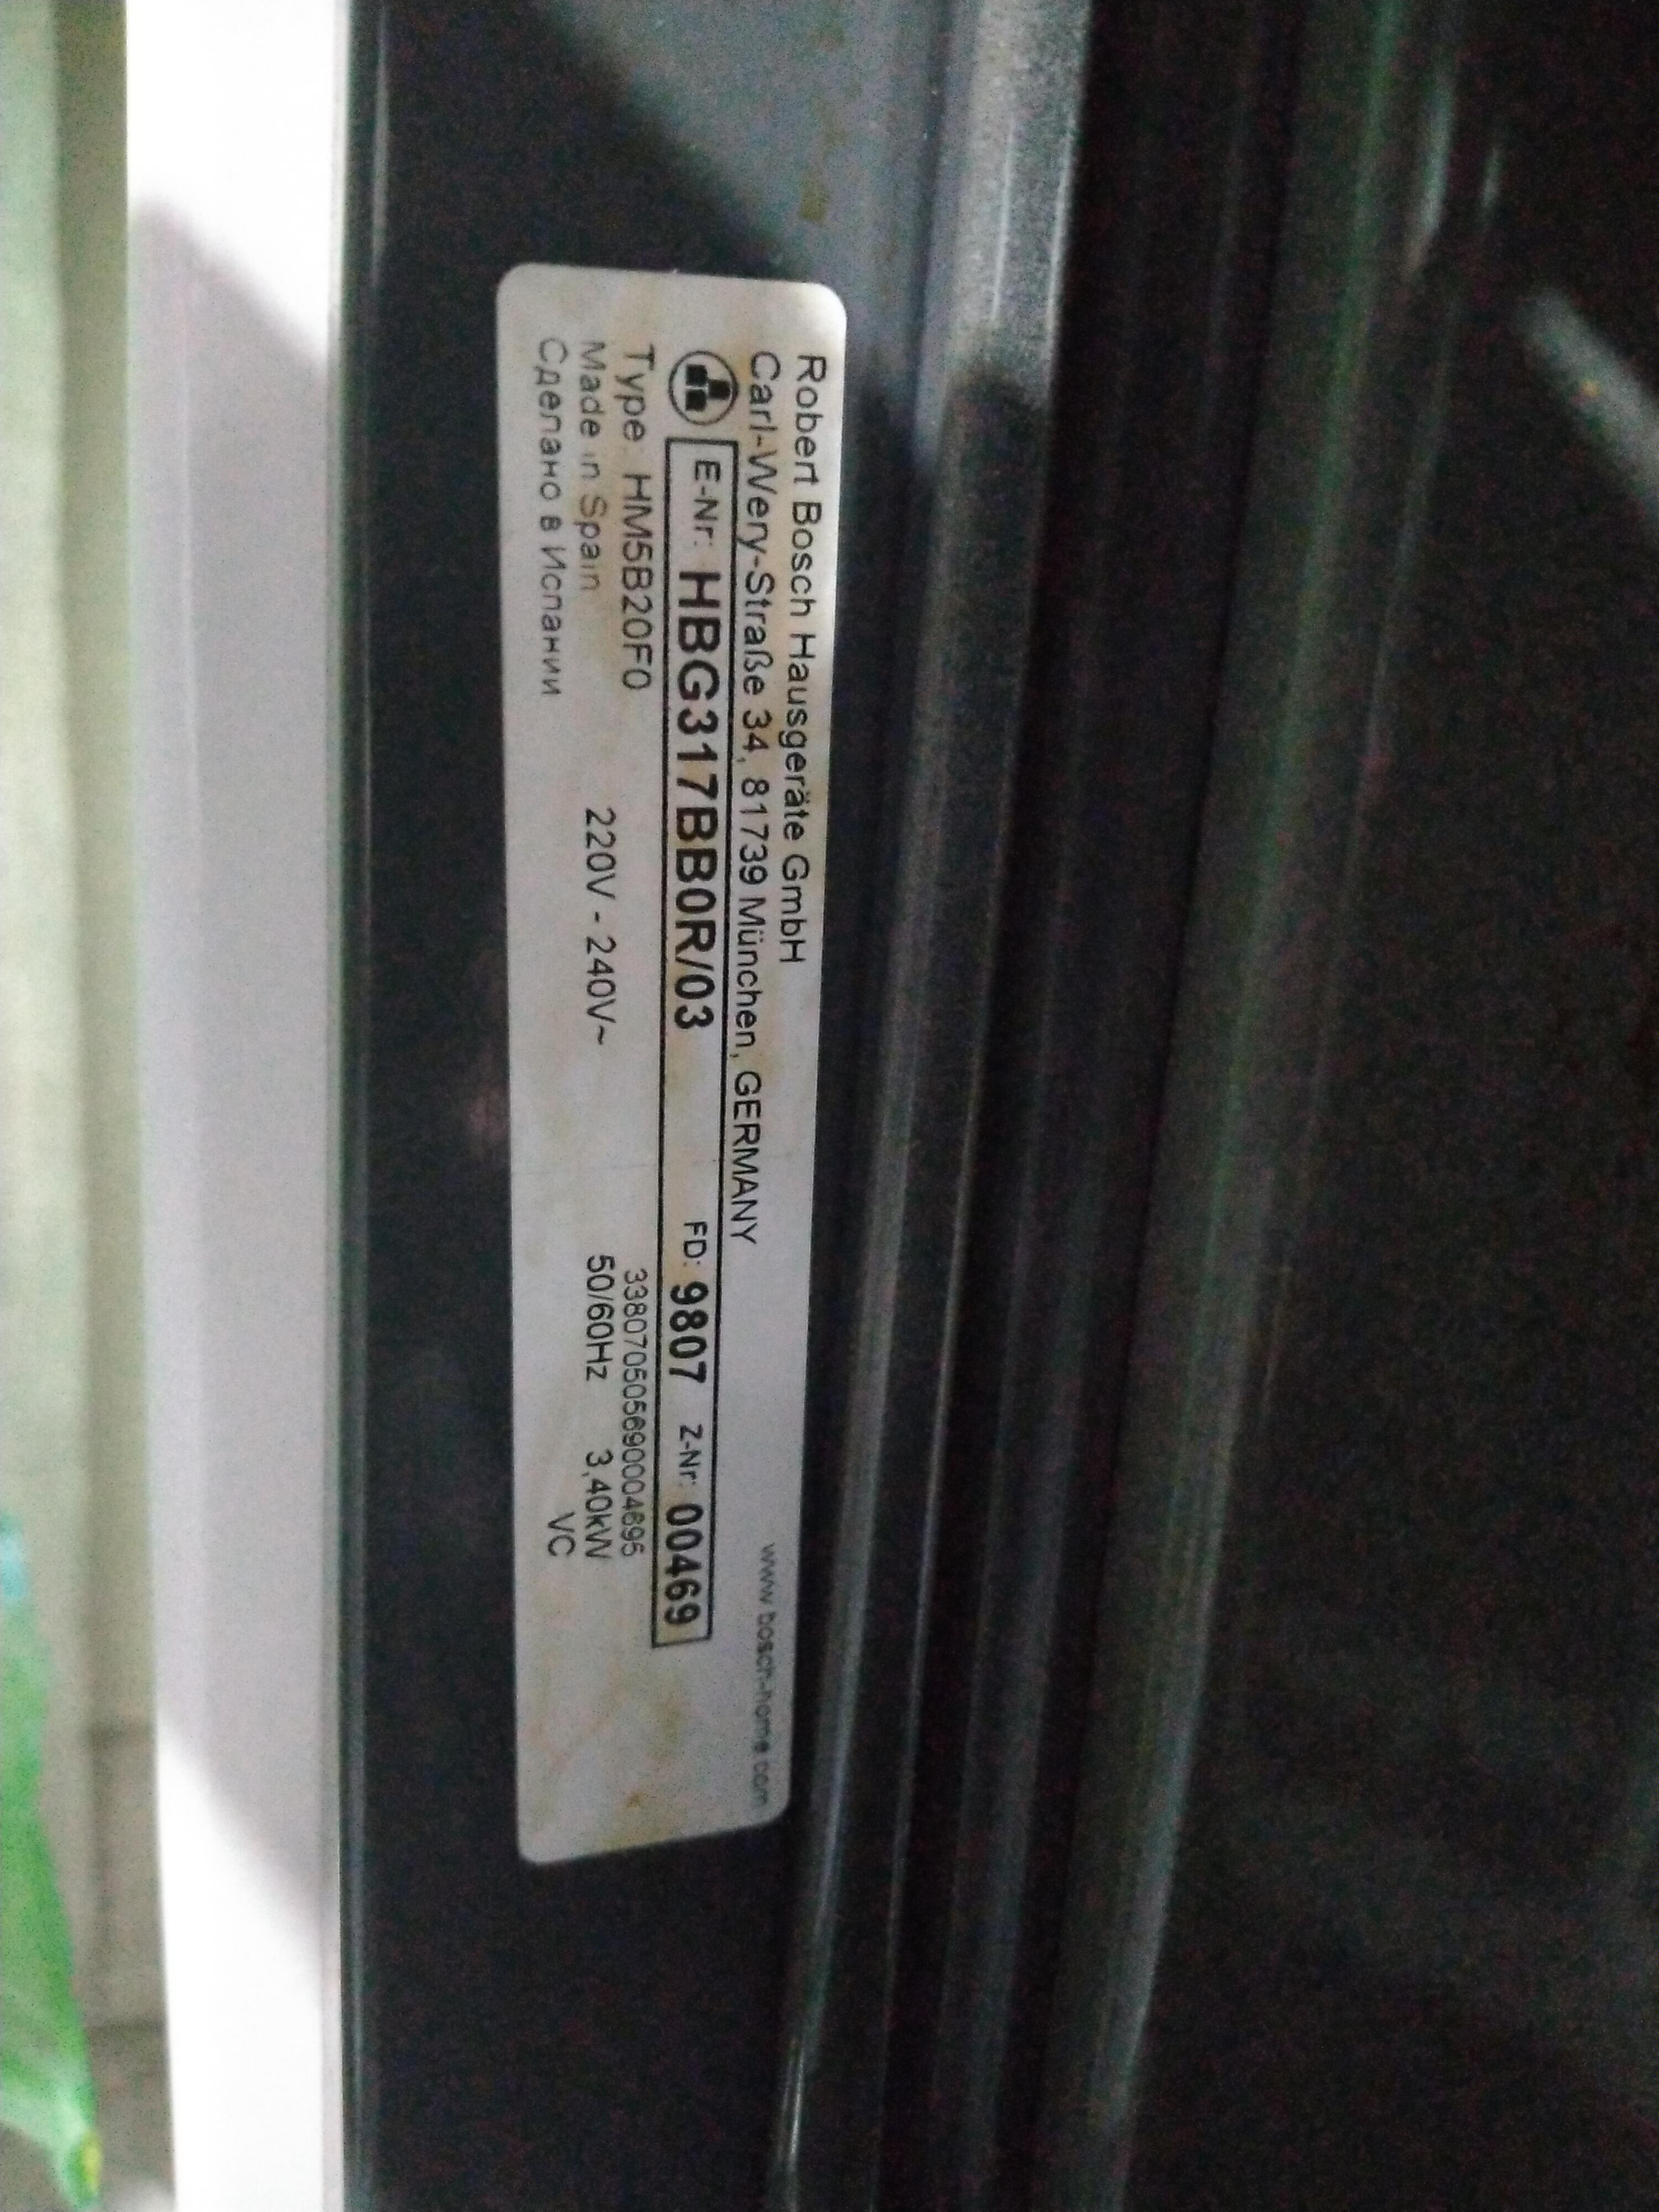 Robert Bosch Hausgeräte GmbH
Carl-Wery-Straße 34, 81739 München, GERMANY
www.bosch-home.com
E-Nr: HBG317BB0R/03 FD: 9807 Z-Nr: 00469
Type: HM5B20F0 338070505690004695
Made in Spain 220V - 240V~ 50/60Hz 3,40kW
Сделано в Испании VC